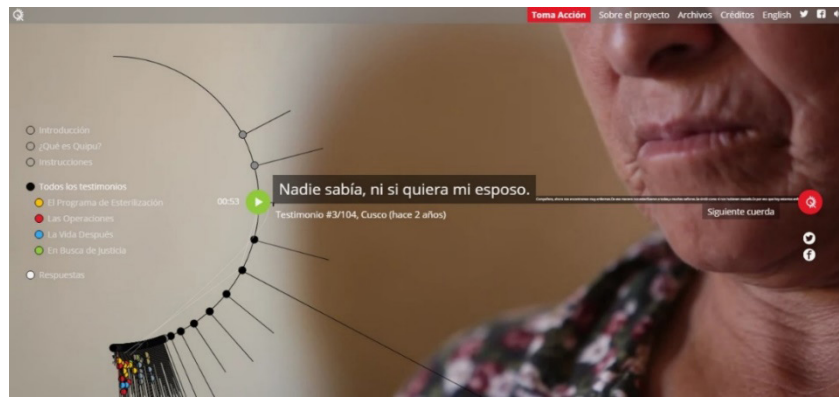 Toma Acción Sobre el proyecto Archivos Créditos English
Introducción
¿Qué es Quipu?
Instrucciones
Todos los testimonios
El Programa de Esterilización
Las Operaciones
La Vida Después
En Busca de Justicia
Respuestas
00:53
Nadie sabía, ni si quiera mi esposo.
Testimonio #3/104, Cusco (hace 2 años)
Siguiente cuerda